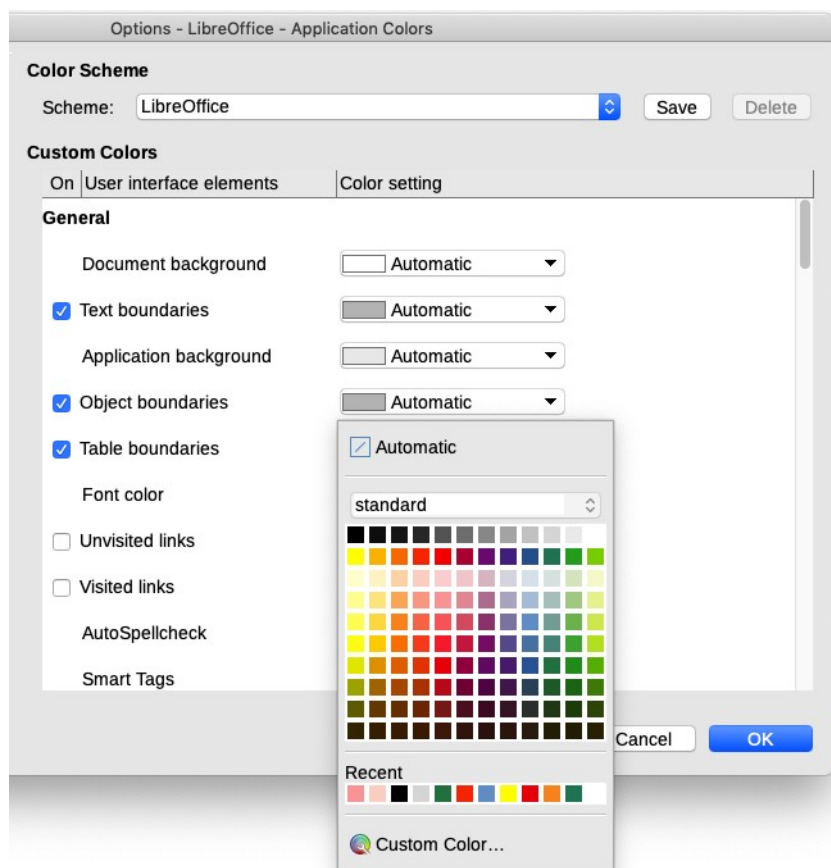 Options - LibreOffice - Application Colors
Color Scheme
Scheme: LibreOffice Save Delete
Custom Colors
On User interface elements Color setting
General
Document background Automatic
Text boundaries Automatic
Application background Automatic
Object boundaries Automatic
Table boundaries Automatic
Font color standard
Unvisited links
Visited links
AutoSpellcheck
Smart Tags
Cancel OK
Recent
Custom Color...